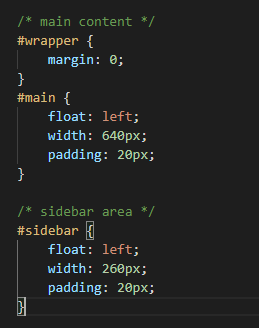 /* main content */
#wrapper {
    margin: 0;
}
#main {
    float: left;
    width: 640px;
    padding: 20px;
}

/* sidebar area */
#sidebar {
    float: left;
    width: 260px;
    padding: 20px;
}